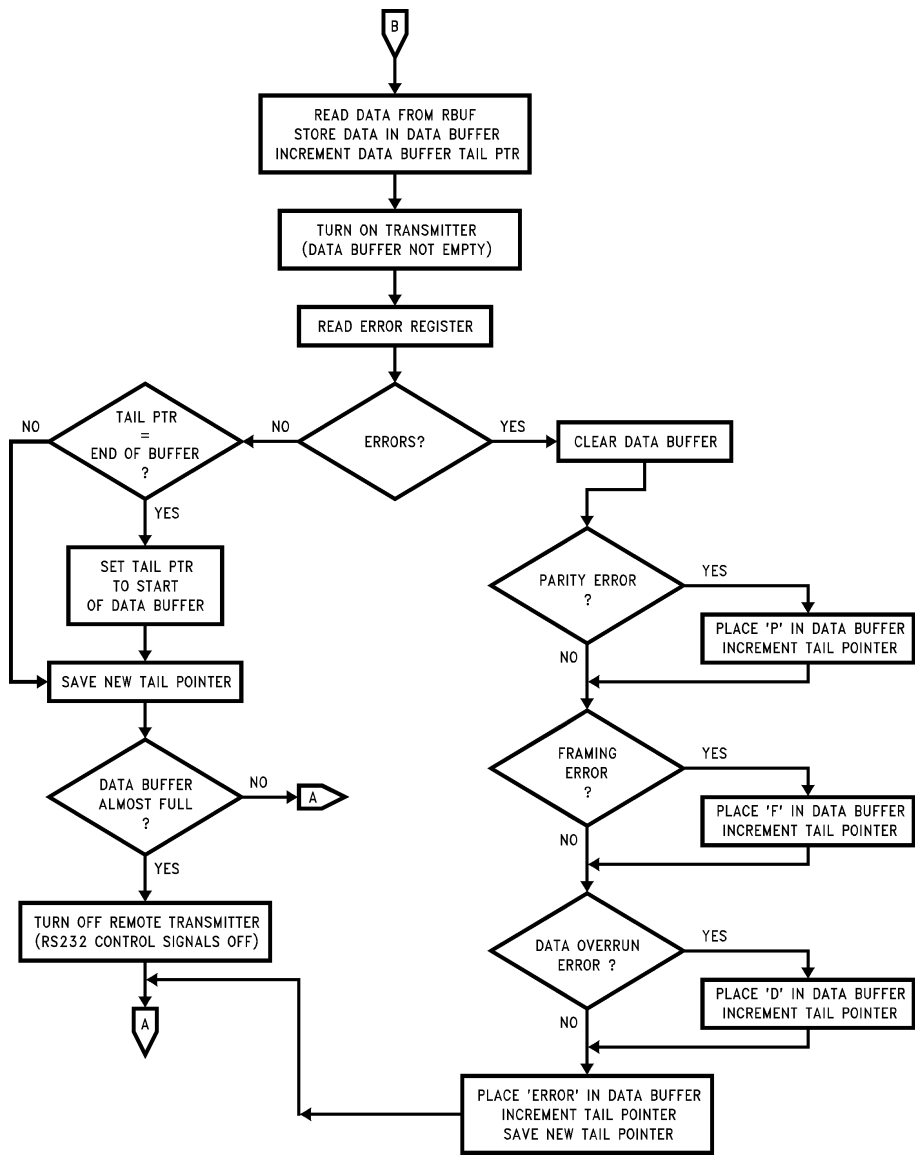 B
READ DATA FROM RBUF
STORE DATA IN DATA BUFFER
INCREMENT DATA BUFFER TAIL PTR
TURN ON TRANSMITTER
(DATA BUFFER NOT EMPTY)
READ ERROR REGISTER
ERRORS?
NO
YES
TAIL PTR
=
END OF BUFFER
?
NO
YES
SET TAIL PTR
TO START
OF DATA BUFFER
SAVE NEW TAIL POINTER
DATA BUFFER
ALMOST FULL
?
NO
A
YES
TURN OFF REMOTE TRANSMITTER
(RS232 CONTROL SIGNALS OFF)
A
CLEAR DATA BUFFER
PARITY ERROR
?
YES
PLACE 'P' IN DATA BUFFER
INCREMENT TAIL POINTER
NO
FRAMING
ERROR
?
YES
PLACE 'F' IN DATA BUFFER
INCREMENT TAIL POINTER
NO
DATA OVERRUN
ERROR ?
YES
PLACE 'D' IN DATA BUFFER
INCREMENT TAIL POINTER
NO
PLACE 'ERROR' IN DATA BUFFER
INCREMENT TAIL POINTER
SAVE NEW TAIL POINTER